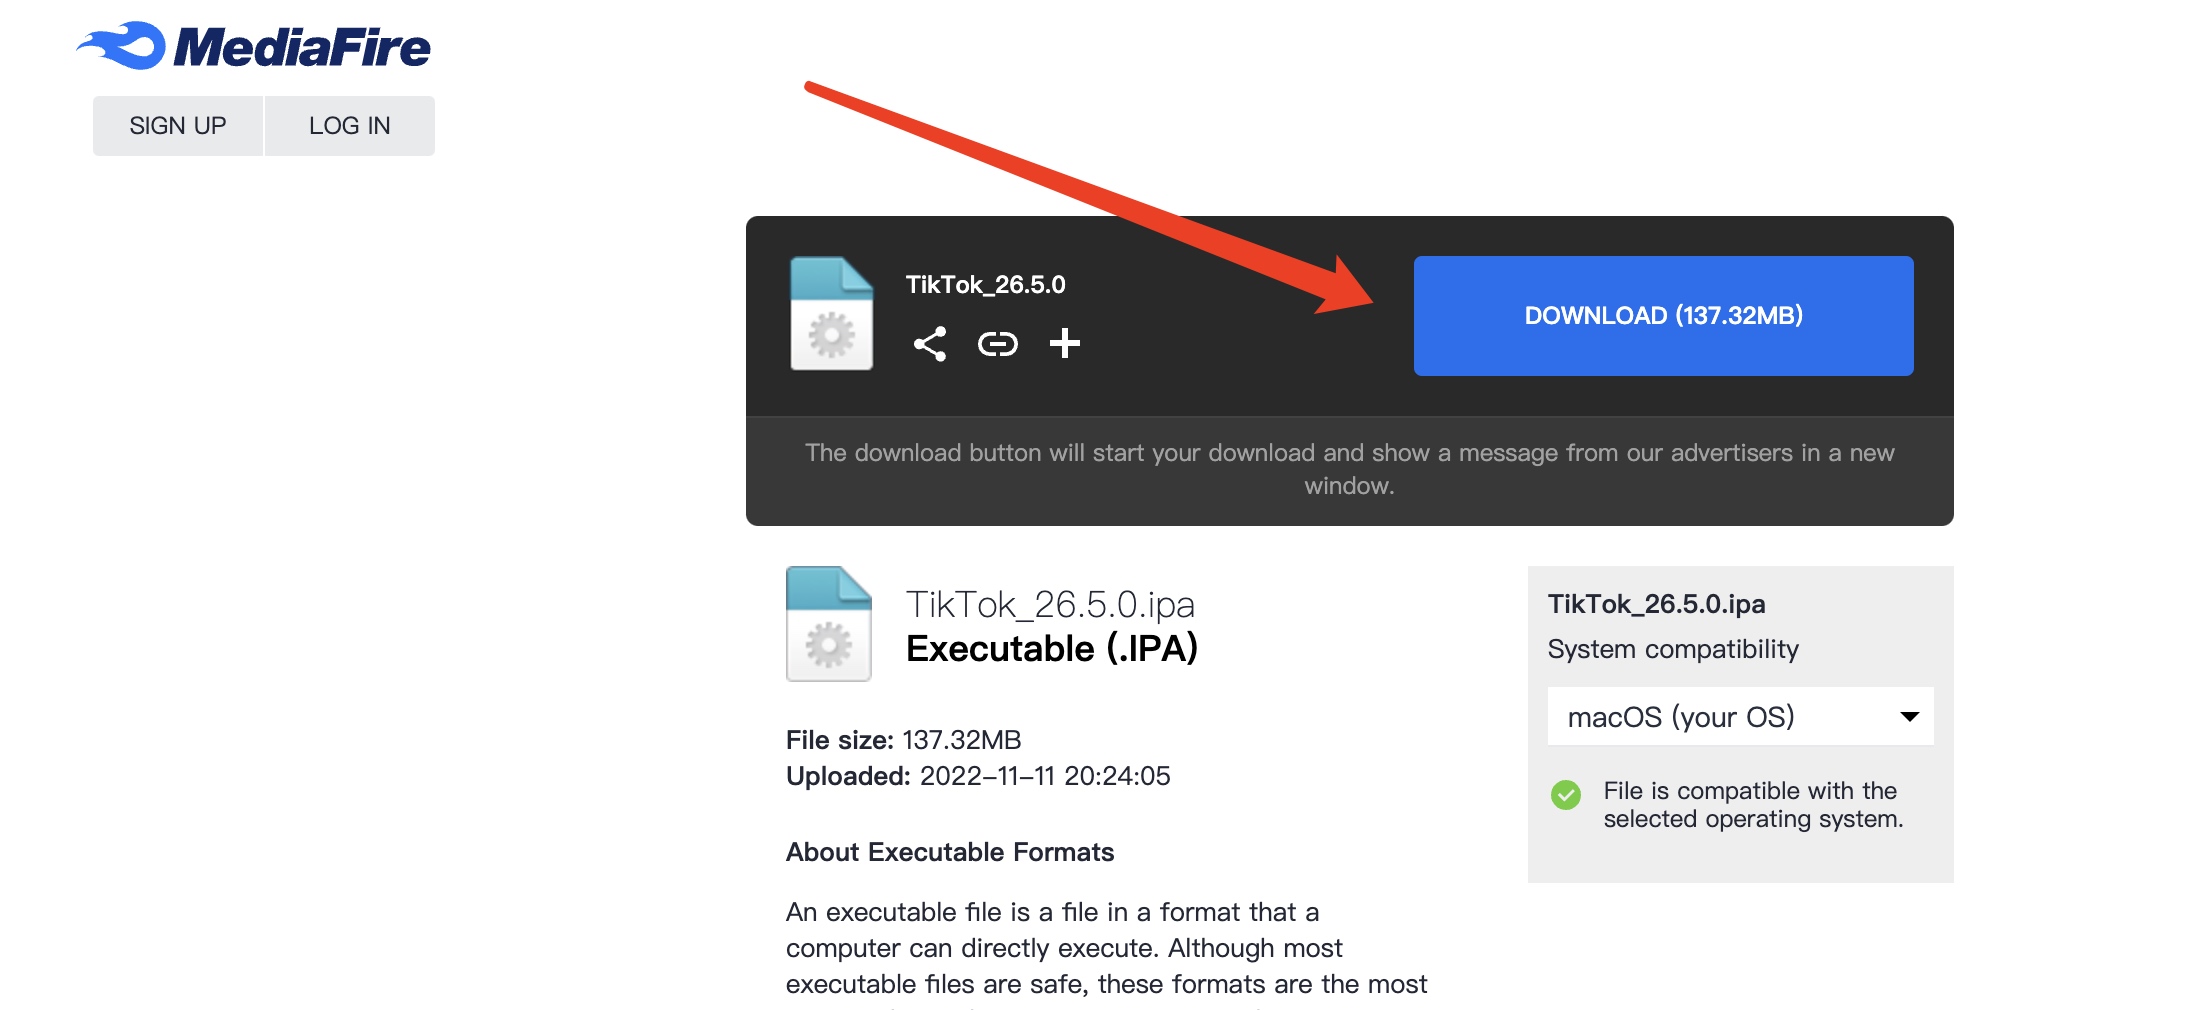 MediaFire
SIGN UP
LOG IN
TikTok_26.5.0
DOWNLOAD (137.32MB)
The download button will start your download and show a message from our advertisers in a new
window.
TikTok_26.5.0.ipa
Executable (.IPA)
File size: 137.32MB
Uploaded: 2022-11-11 20:24:05
About Executable Formats
An executable file is a file in a format that a
computer can directly execute. Although most
executable files are safe, these formats are the most
TikTok_26.5.0.ipa
System compatibility
macOS (your OS)
File is compatible with the
selected operating system.